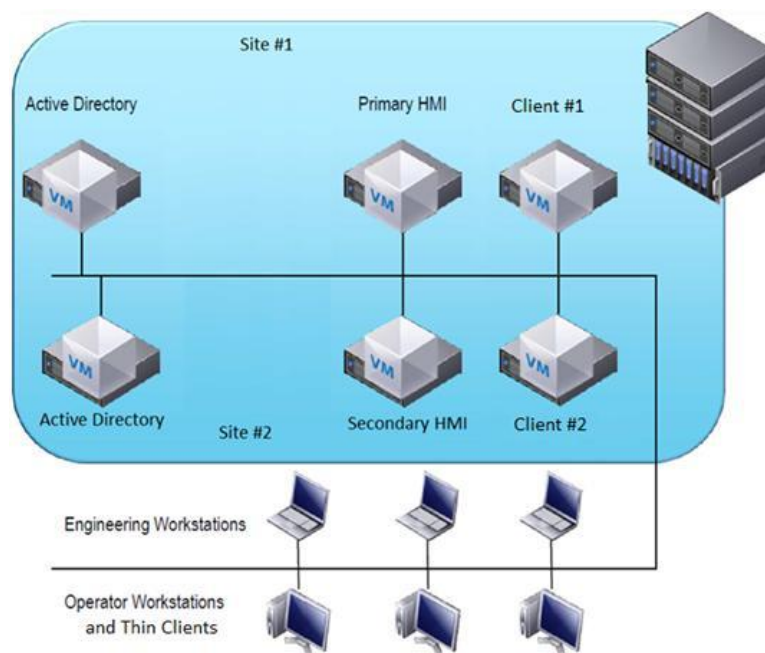 Site #1
Active Directory
Primary HMI
Client #1
VM
VM
VM
VM
VM
VM
Active Directory
Site #2
Secondary HMI
Client #2
Engineering Workstations
Operator Workstations
and Thin Clients